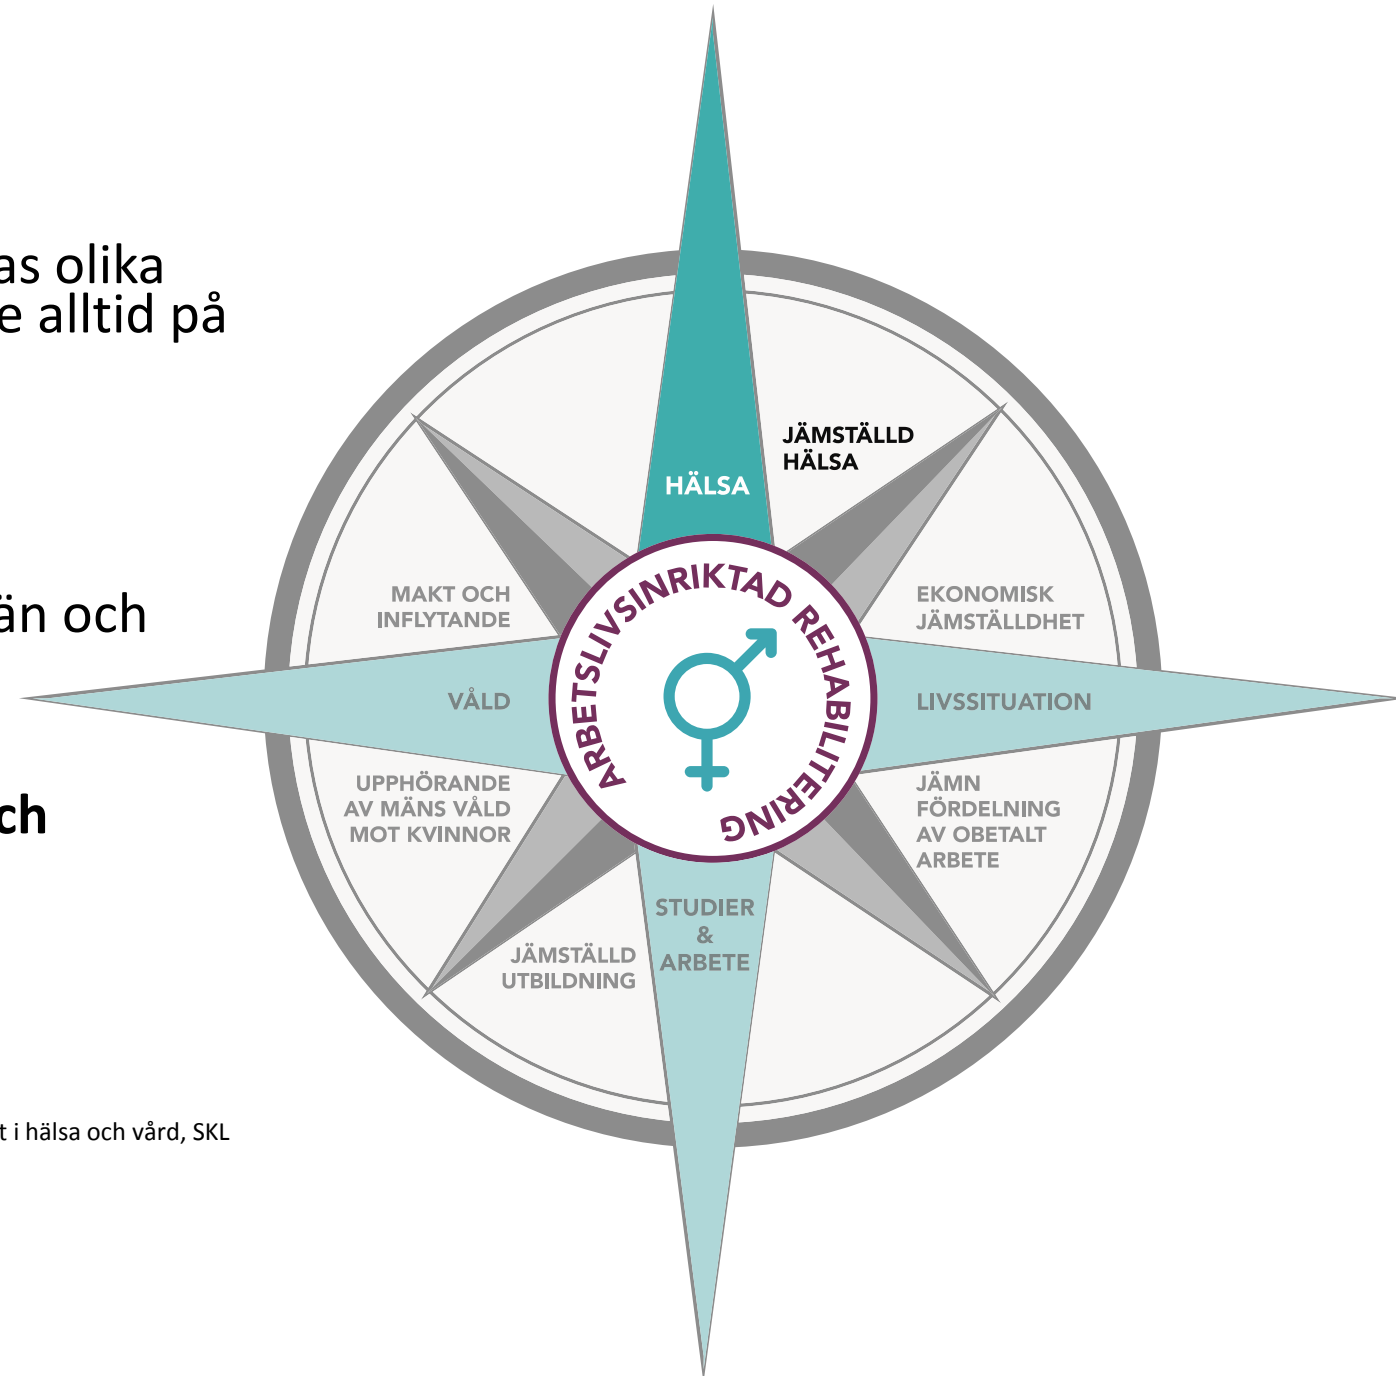 as olika
e alltid på
än och
ch
t i hälsa och vård, SKL
HÄLSA
JÄMSTÄLLD
HÄLSA
MAKT OCH
INFLYTANDE
EKONOMISK
JÄMSTÄLLDHET
ARBETSLIVSINRIKTAD REHABILITERING
VÅLD
LIVSSITUATION
UPPHÖRANDE
AV MÄNS VÅLD
MOT KVINNOR
JÄMN
FÖRDELNING
AV OBETALT
ARBETE
STUDIER
&
ARBETE
JÄMSTÄLLD
UTBILDNING